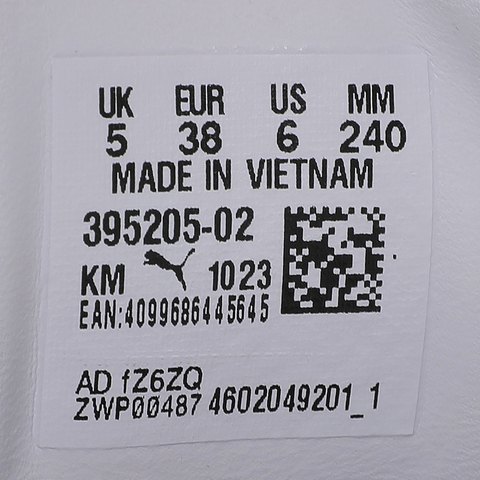 UK EUR US MM
5 38 6 240
MADE IN VIETNAM
395205-02
KM 1023
EAN:4099686445645
AD fZ6ZQ
ZWP00487 4602049201_1